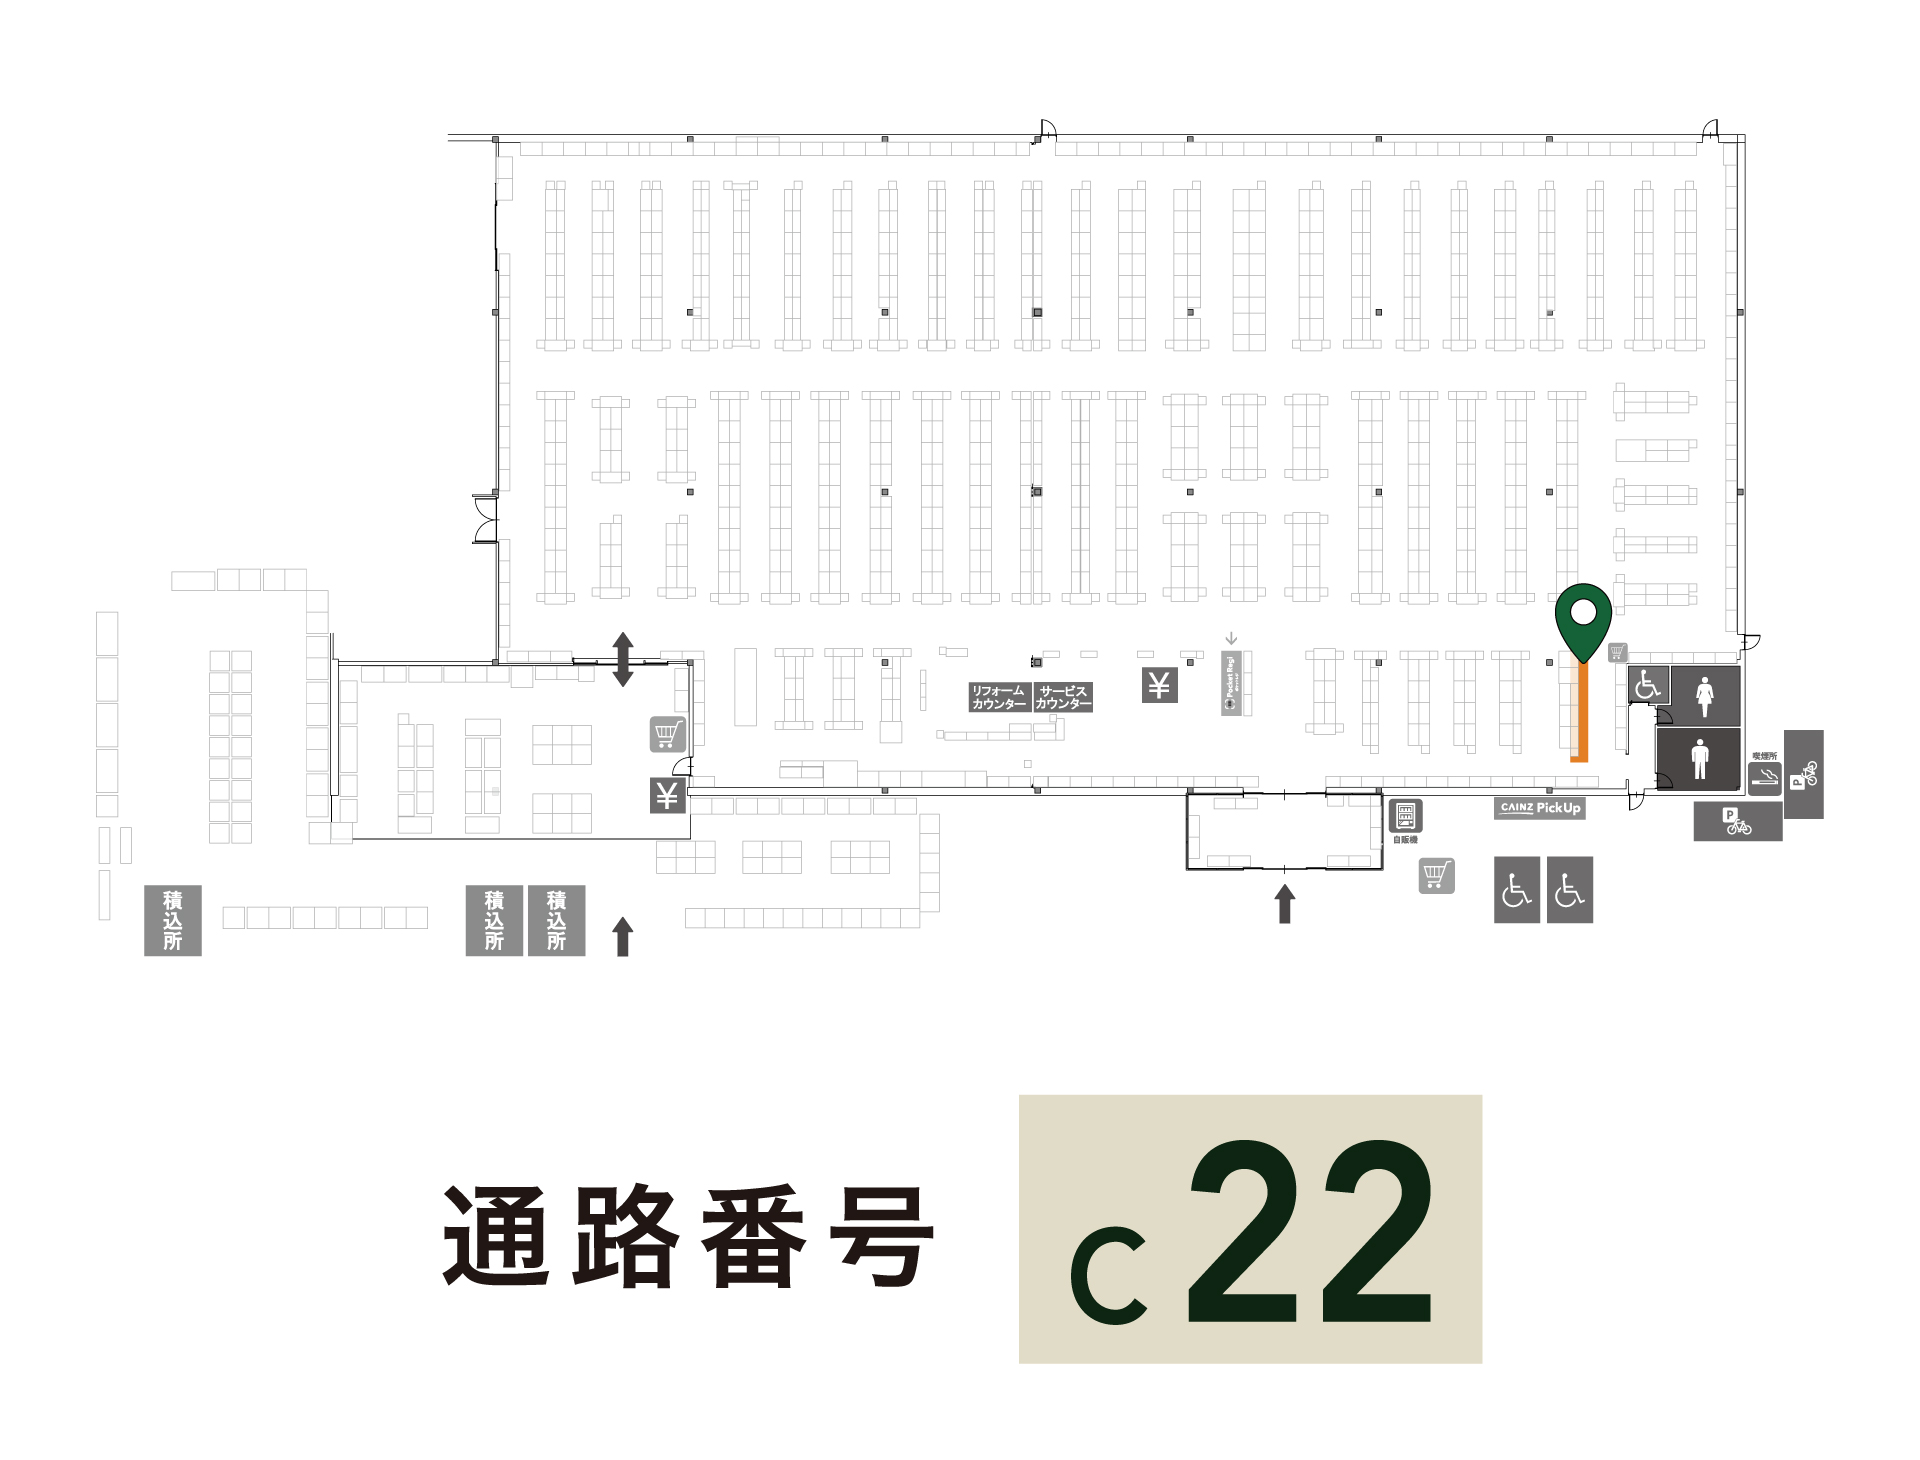 Pocket Regi
リフォーム
カウンター
サービス
カウンター
¥
¥
喫煙所
P
P
CAINZ PickUp
自販機
積込所
積込所
積込所
通路番号
C22